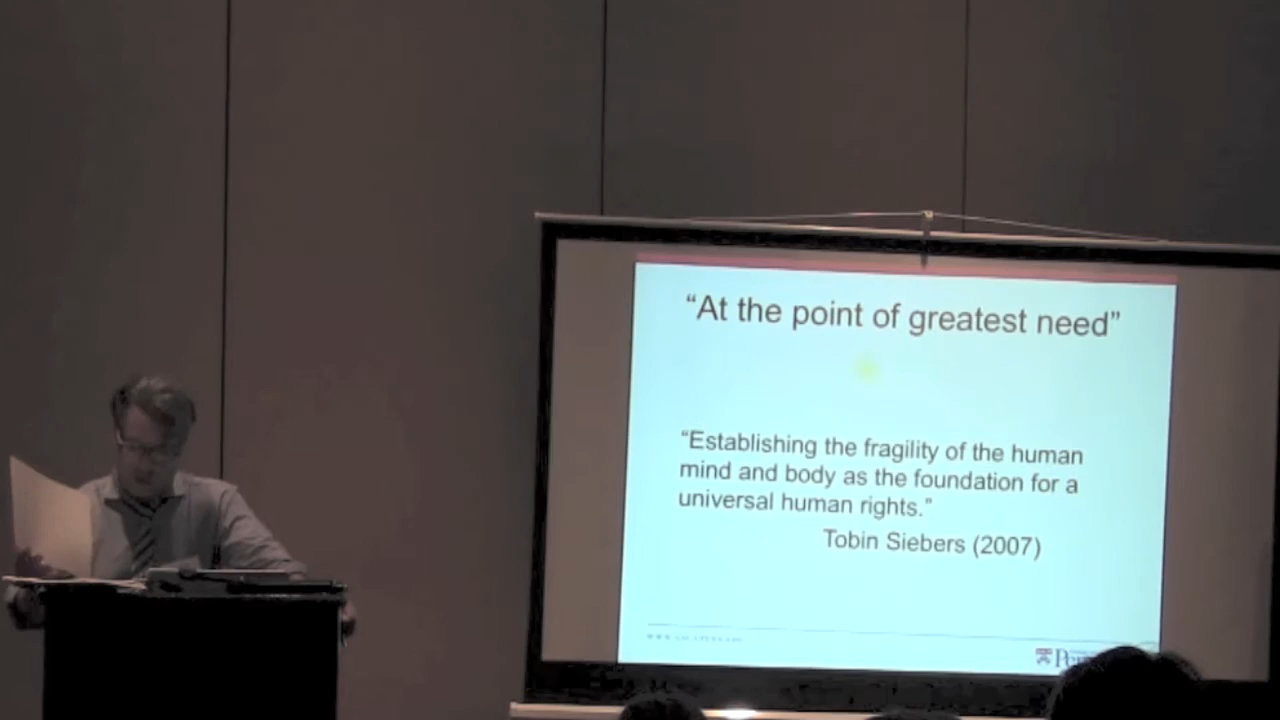 “At the point of greatest need”
“Establishing the fragility of the human
mind and body as the foundation for a
universal human rights.”
Tobin Siebers (2007)